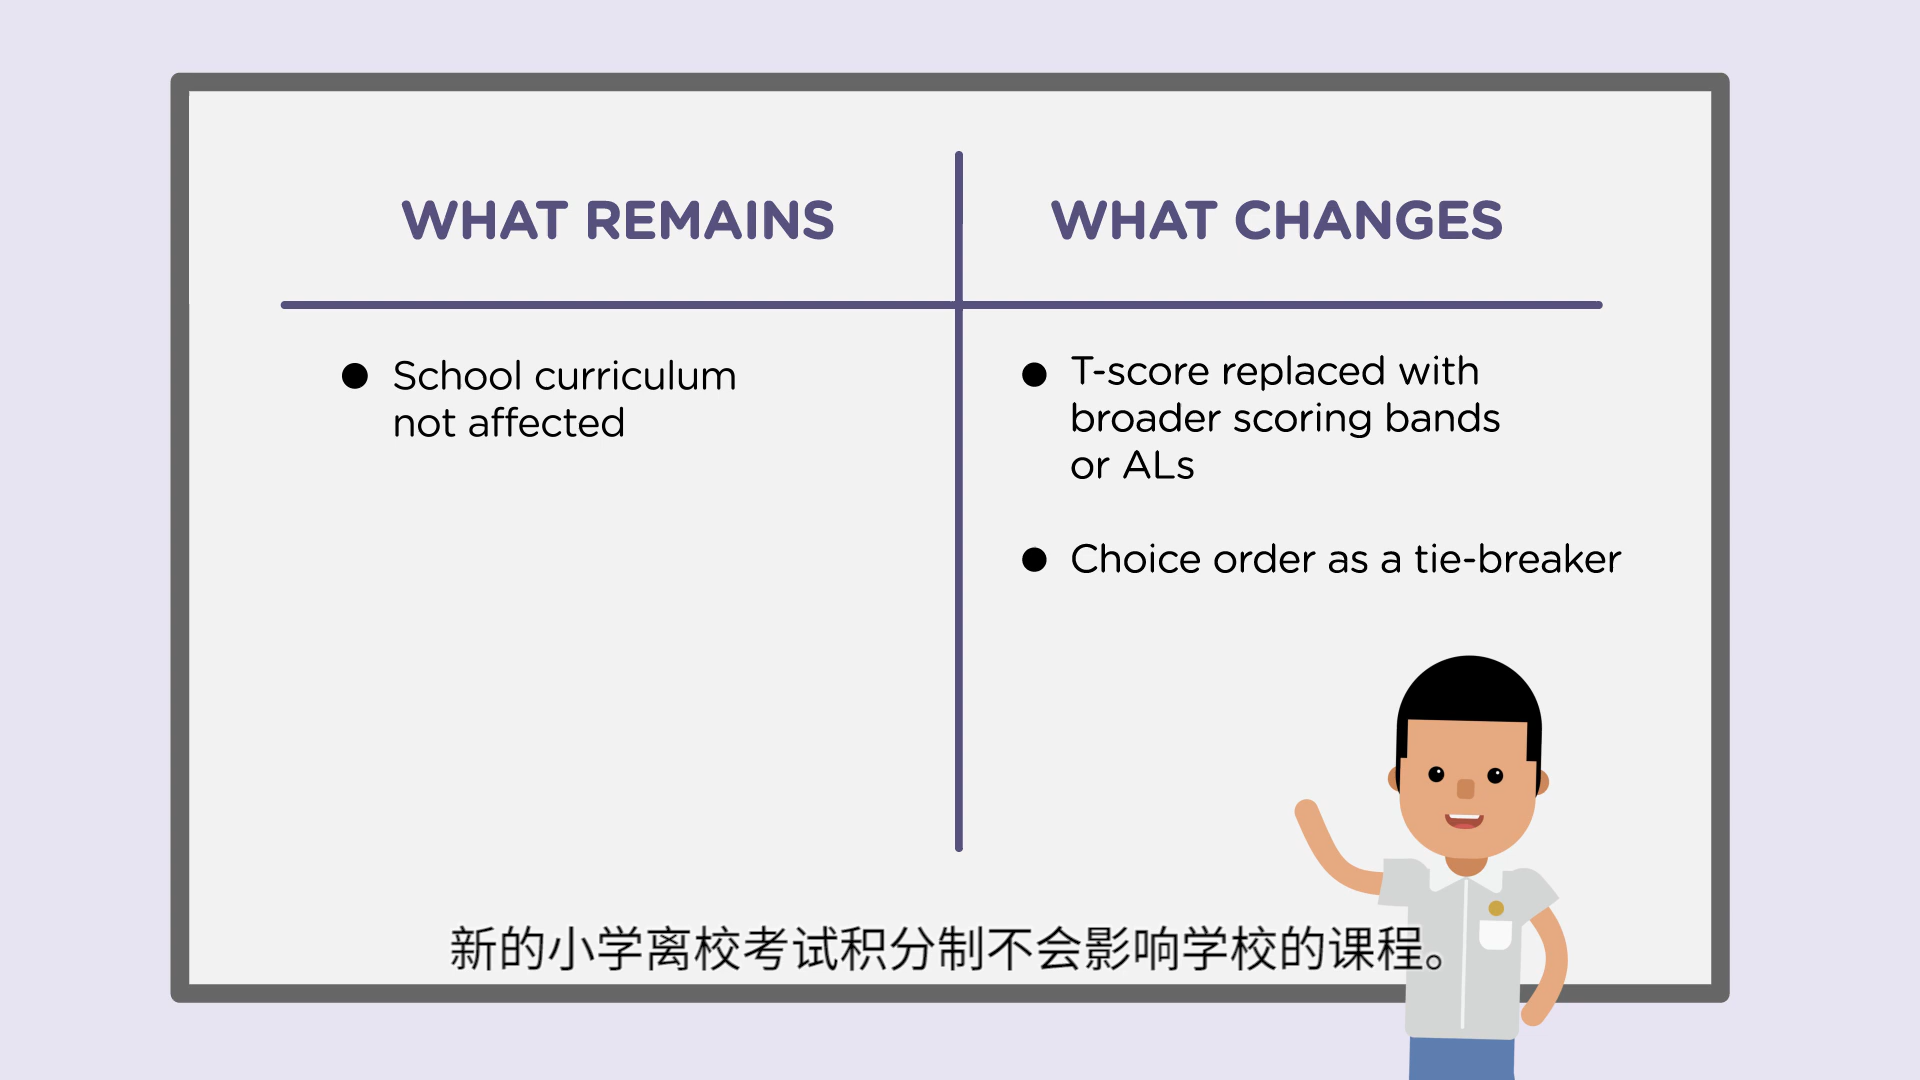 WHAT REMAINS
WHAT CHANGES
School curriculum
not affected
T-score replaced with
broader scoring bands
or ALs
Choice order as a tie-breaker
新的小学离校考试积分制不会影响学校的课程。